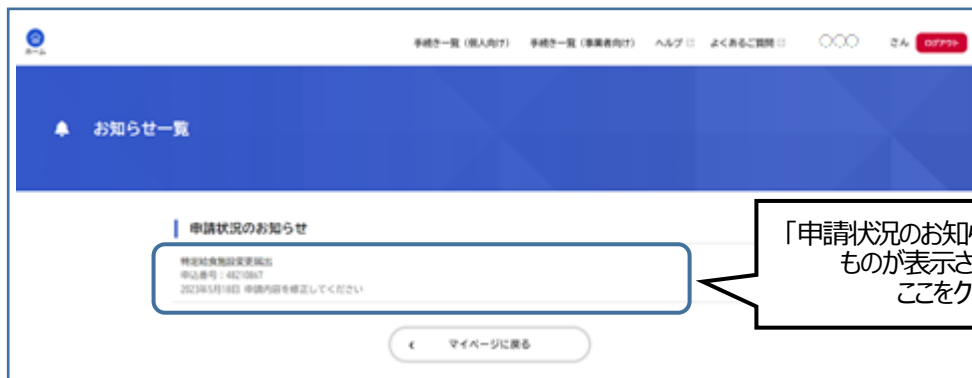 ホーム
手続き一覧（個人向け） 手続き一覧（事業者向け） ヘルプ よくあるご質問 〇〇〇 さん ログアウト
お知らせ一覧
申請状況のお知らせ
特定給食施設変更届出
申込番号：48210867
2023年5月18日 申請内容を修正してください
「申請状況のお知ら
ものが表示さ
ここをク
マイページに戻る